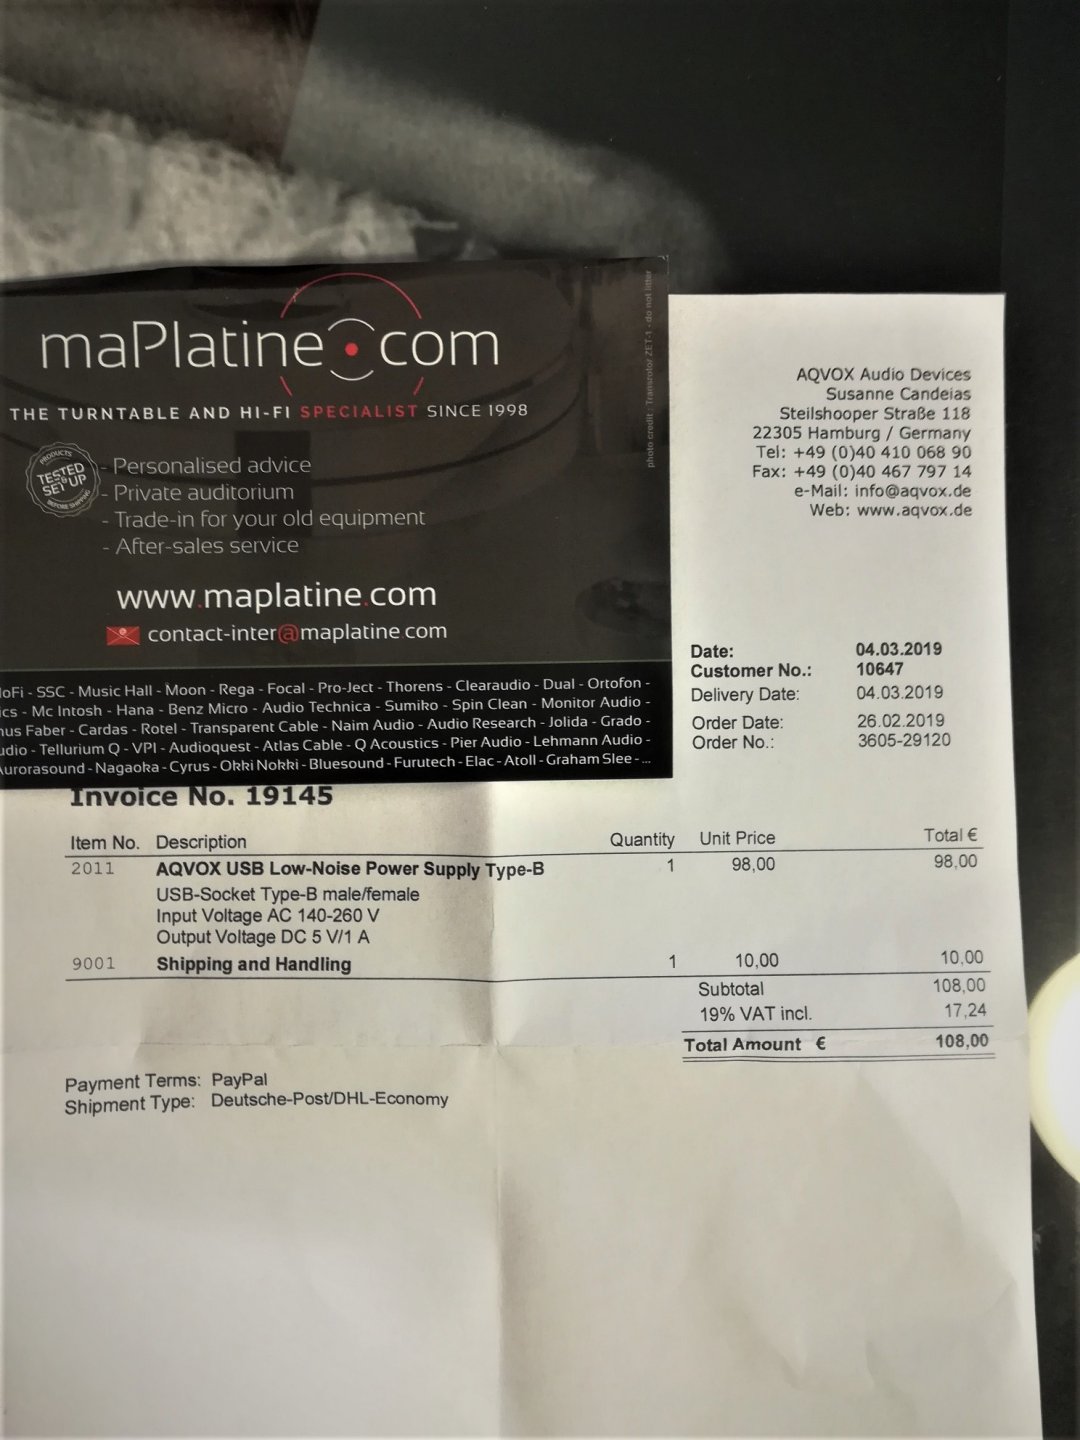 maPlatine.com
THE TURNTABLE AND HI-FI SPECIALIST SINCE 1998
PRODUCTS
TESTED
&
SET UP
BEFORE SHIPPING
- Personalised advice
- Private auditorium
- Trade-in for your old equipment
- After-sales service
www.maplatine.com
contact-inter@maplatine.com
photo credit : Transrotor ZET-1 - do not litter
oFi - SSC - Music Hall - Moon - Rega - Focal - Pro-Ject - Thorens - Clearaudio - Dual - Ortofon -
ics - Mc Intosh - Hana - Benz Micro - Audio Technica - Sumiko - Spin Clean - Monitor Audio -
nus Faber - Cardas - Rotel - Transparent Cable - Naim Audio - Audio Research - Jolida - Grado -
udio - Tellurium Q - VPI - Audioquest - Atlas Cable - Q Acoustics - Pier Audio - Lehmann Audio -
Aurorasound - Nagaoka - Cyrus - Okki Nokki - Bluesound - Furutech - Elac - Atoll - Graham Slee - ...
AQVOX Audio Devices
Susanne Candeias
Steilshooper Straße 118
22305 Hamburg / Germany
Tel: +49 (0)40 410 068 90
Fax: +49 (0)40 467 797 14
e-Mail: info@aqvox.de
Web: www.aqvox.de
Date: 04.03.2019
Customer No.: 10647
Delivery Date: 04.03.2019
Order Date: 26.02.2019
Order No.: 3605-29120
Invoice No. 19145
Item No. Description Quantity Unit Price Total €
2011 AQVOX USB Low-Noise Power Supply Type-B 1 98,00 98,00
USB-Socket Type-B male/female
Input Voltage AC 140-260 V
Output Voltage DC 5 V/1 A
9001 Shipping and Handling 1 10,00 10,00
Subtotal 108,00
19% VAT incl. 17,24
Total Amount € 108,00
Payment Terms: PayPal
Shipment Type: Deutsche-Post/DHL-Economy